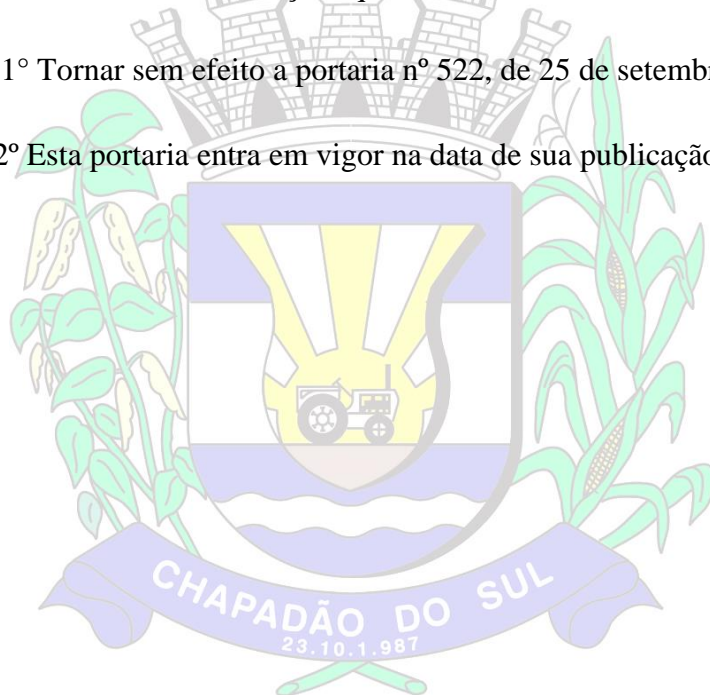 1° Tornar sem efeito a portaria nº 522, de 25 de setemb
2º Esta portaria entra em vigor na data de sua publicação
CHAPADÃO DO SUL
23.10.1.987